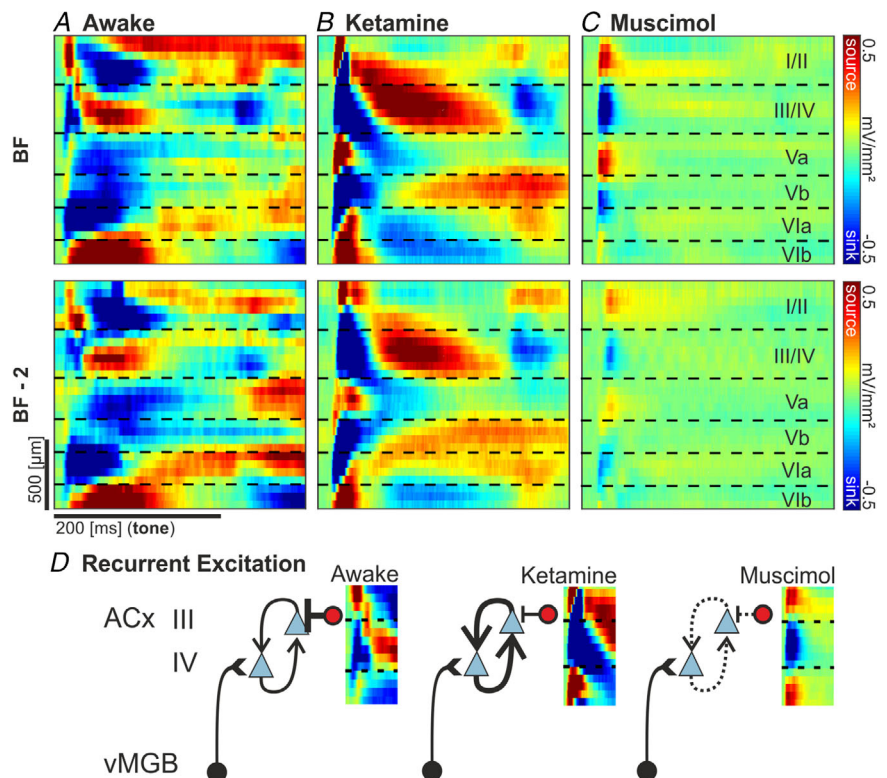 A Awake
B Ketamine
C Muscimol
BF
I/II
III/IV
Va
Vb
VIa
VIb
0.5
source
mV/mm²
sink
-0.5
BF - 2
I/II
III/IV
Va
Vb
VIa
VIb
0.5
source
mV/mm²
sink
-0.5
500 [µm]
200 [ms] (tone)
D Recurrent Excitation
Awake
Ketamine
Muscimol
ACx III
IV
vMGB